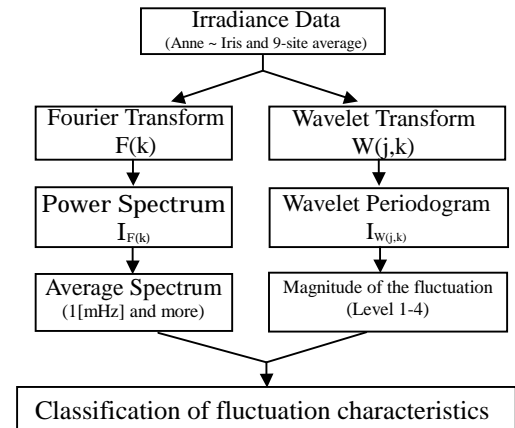 Irradiance Data
(Anne ~ Iris and 9-site average)
Fourier Transform
F(k)
Wavelet Transform
W(j,k)
Power Spectrum
I_F(k)
Wavelet Periodogram
I_W(j,k)
Average Spectrum
(1[mHz] and more)
Magnitude of the fluctuation
(Level 1-4)
Classification of fluctuation characteristics